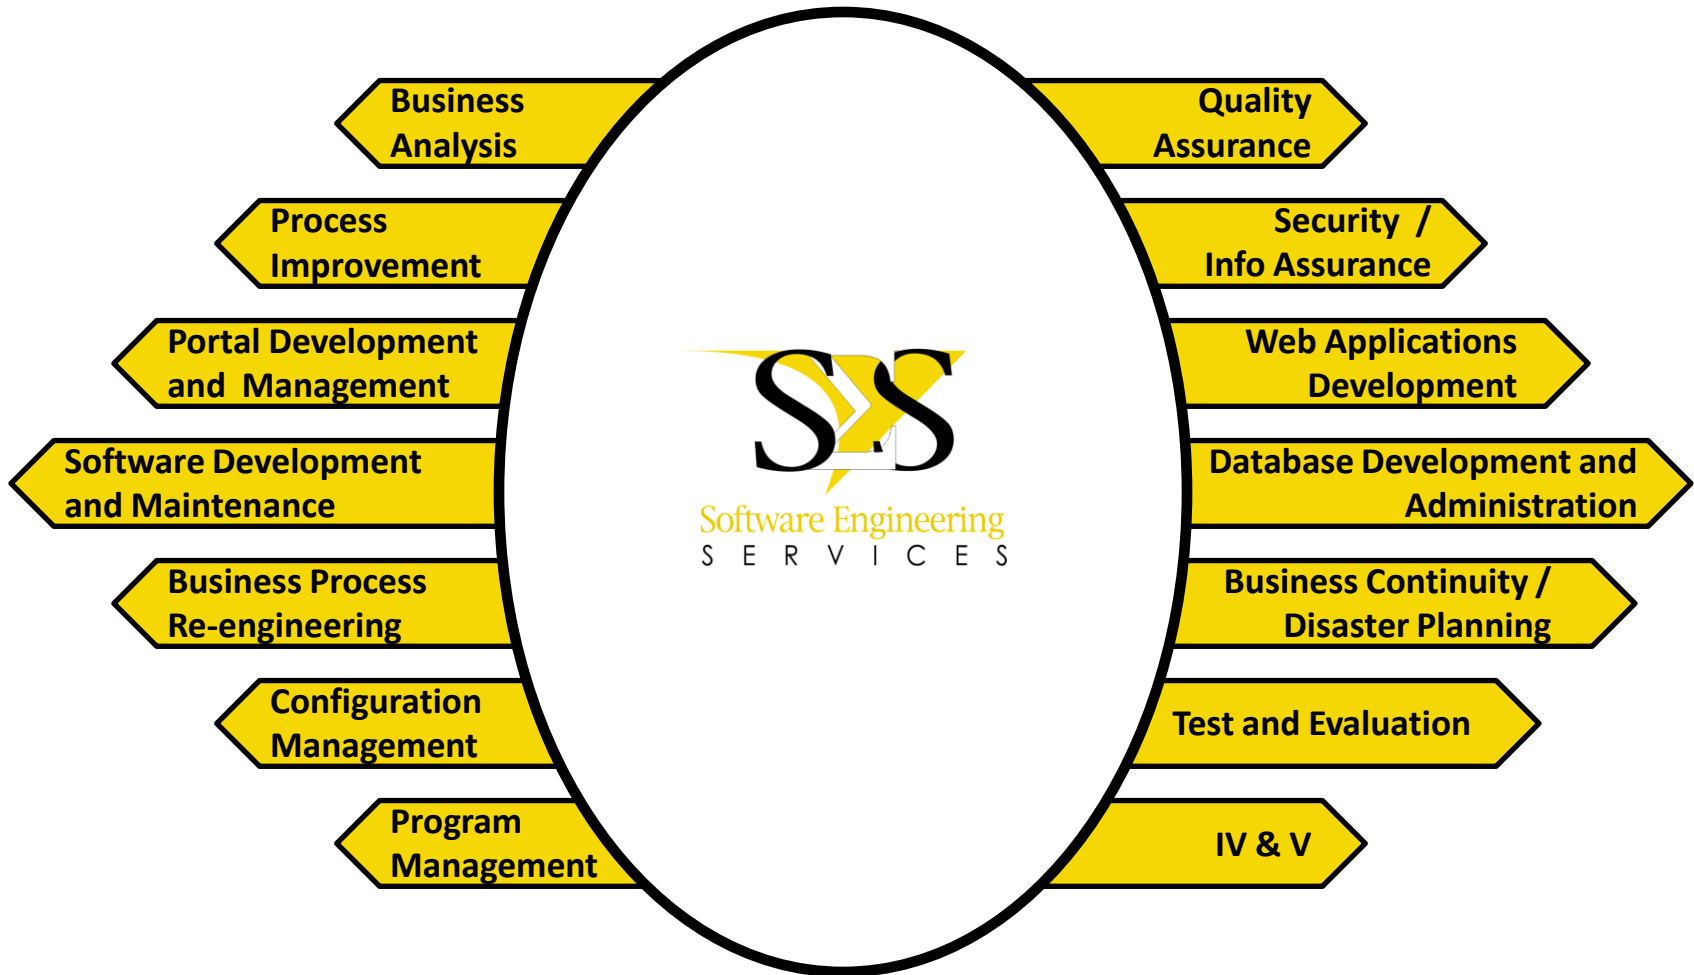 Business
Analysis
Process
Improvement
Portal Development
and Management
Software Development
and Maintenance
Business Process
Re-engineering
Configuration
Management
Program
Management
SES
Software Engineering
SERVICES
Quality
Assurance
Security /
Info Assurance
Web Applications
Development
Database Development and
Administration
Business Continuity /
Disaster Planning
Test and Evaluation
IV & V